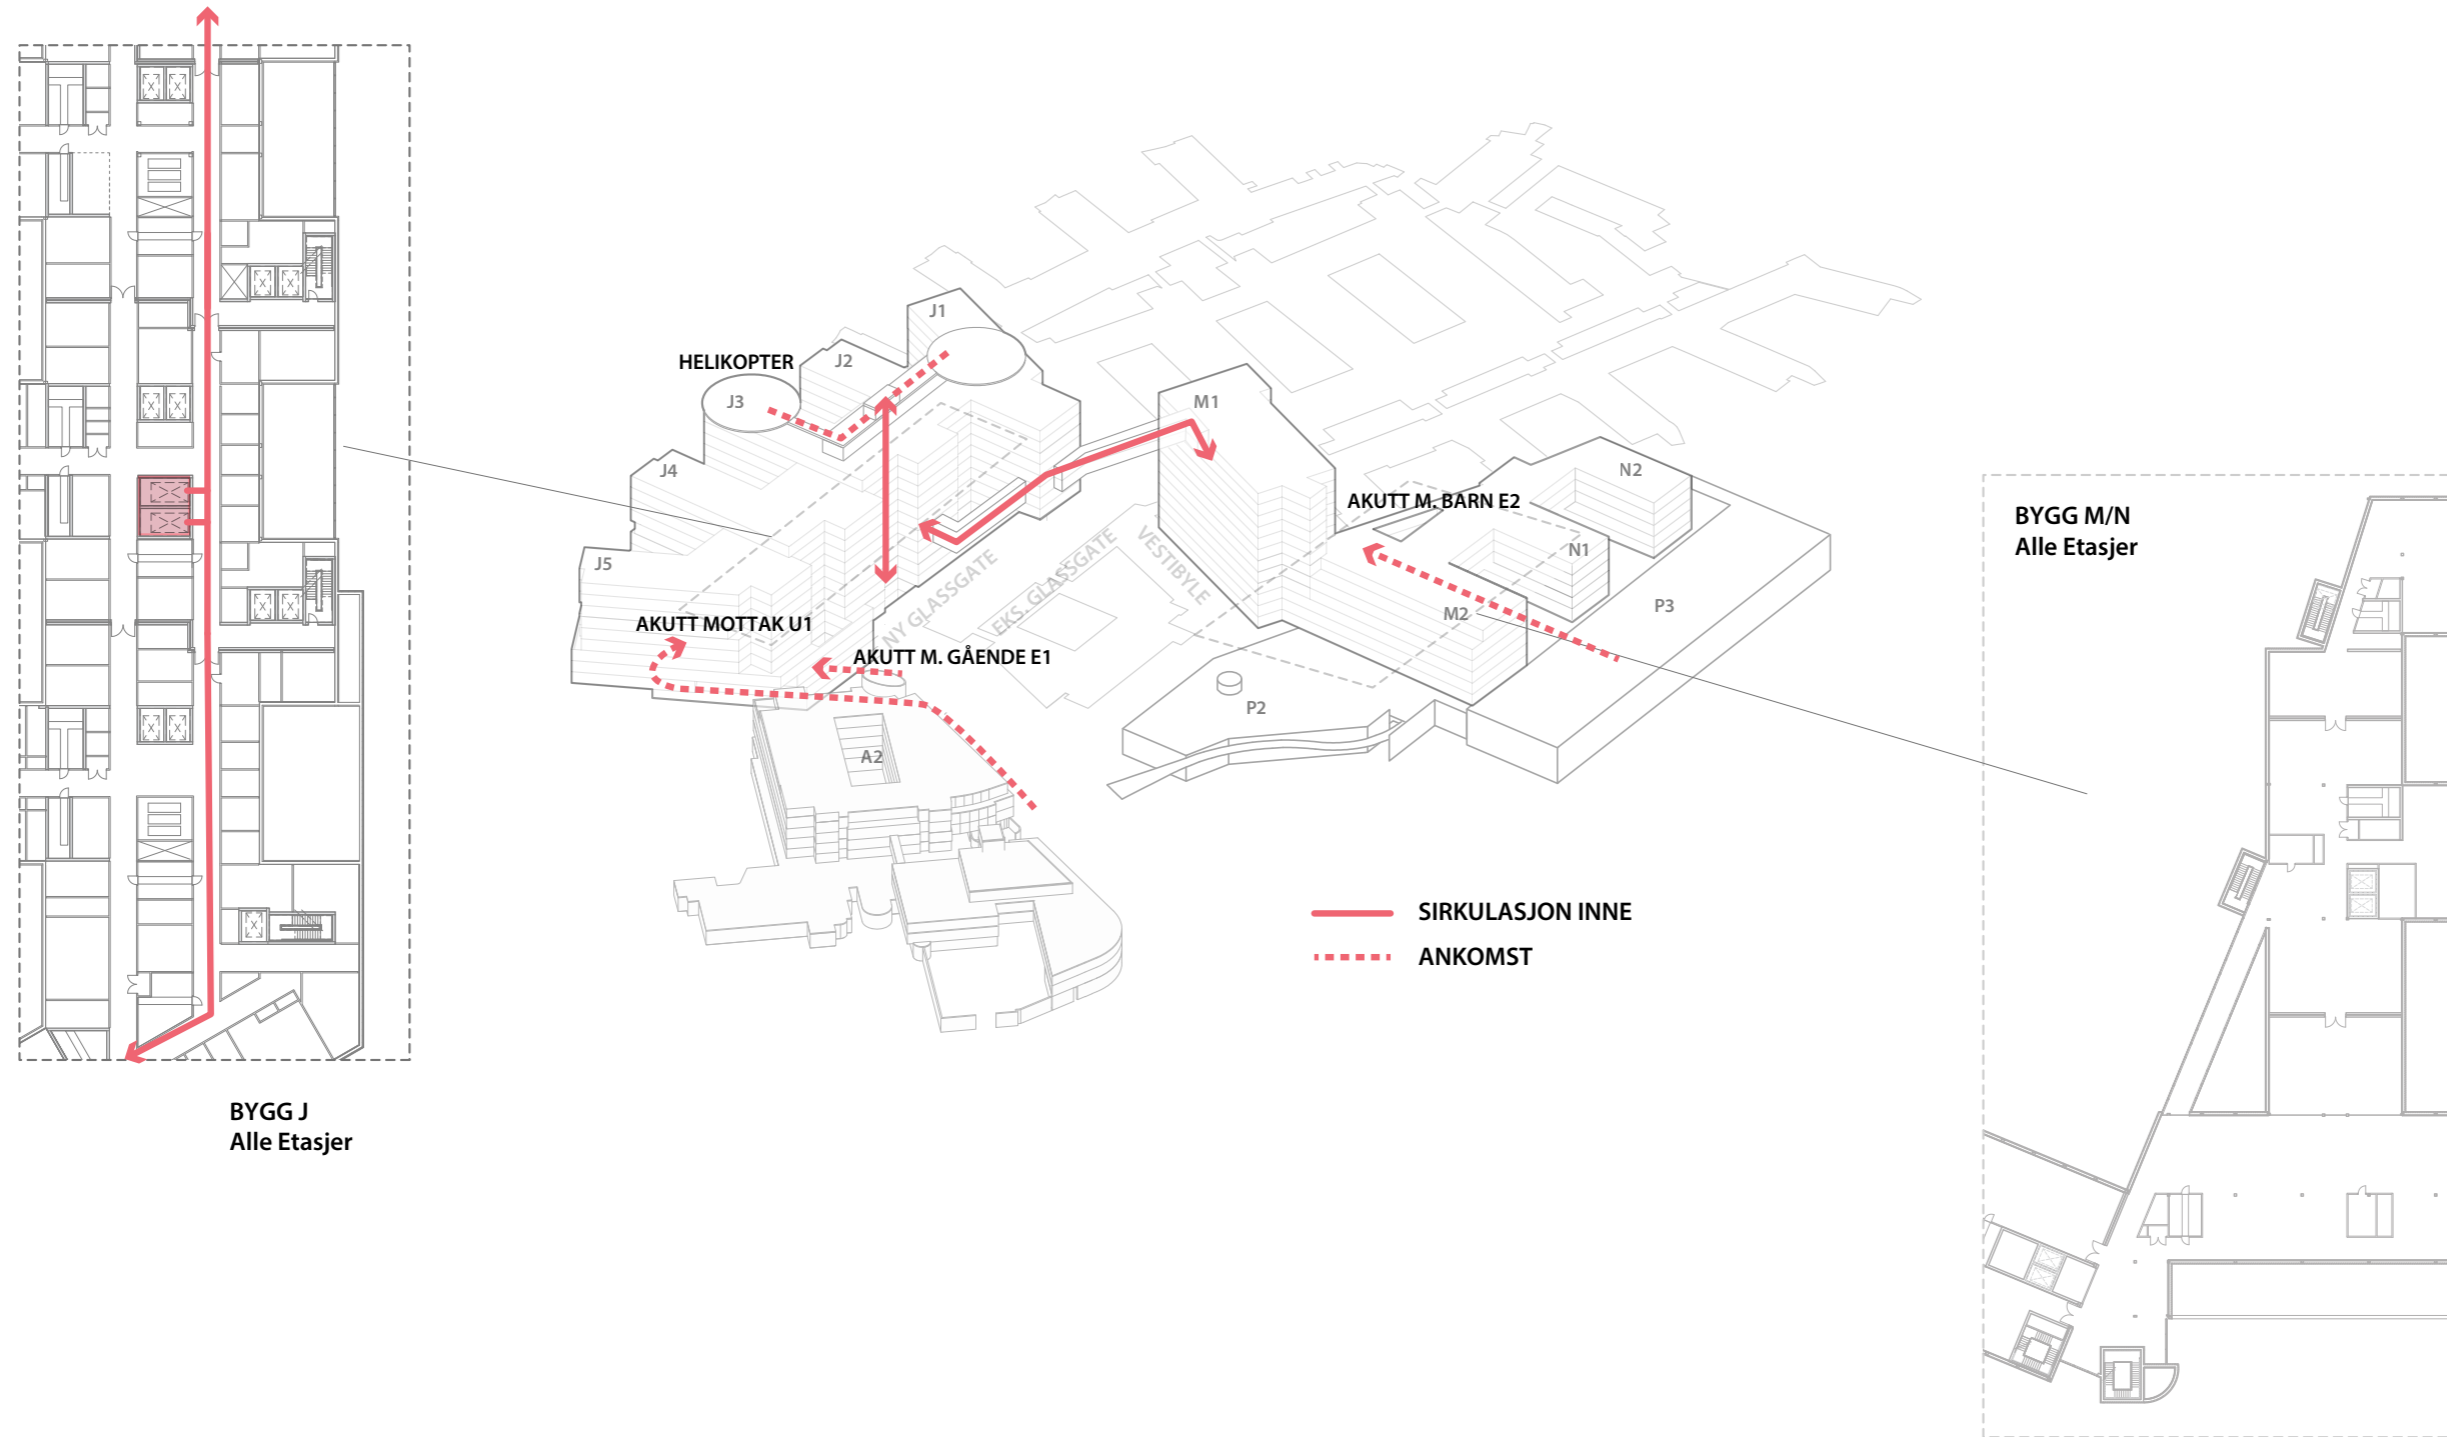 J1
J2
HELIKOPTER
J3
M1
J4
N2
AKUTT M. BARN E2
BYGG M/N
Alle Etasjer
J5
NY GLASSGATE
EKS. GLASSGATE
VESTIBYLE
N1
P3
M2
AKUTT MOTTAK U1
AKUTT M. GÅENDE E1
P2
A2
SIRKULASJON INNE
ANKOMST
BYGG J
Alle Etasjer